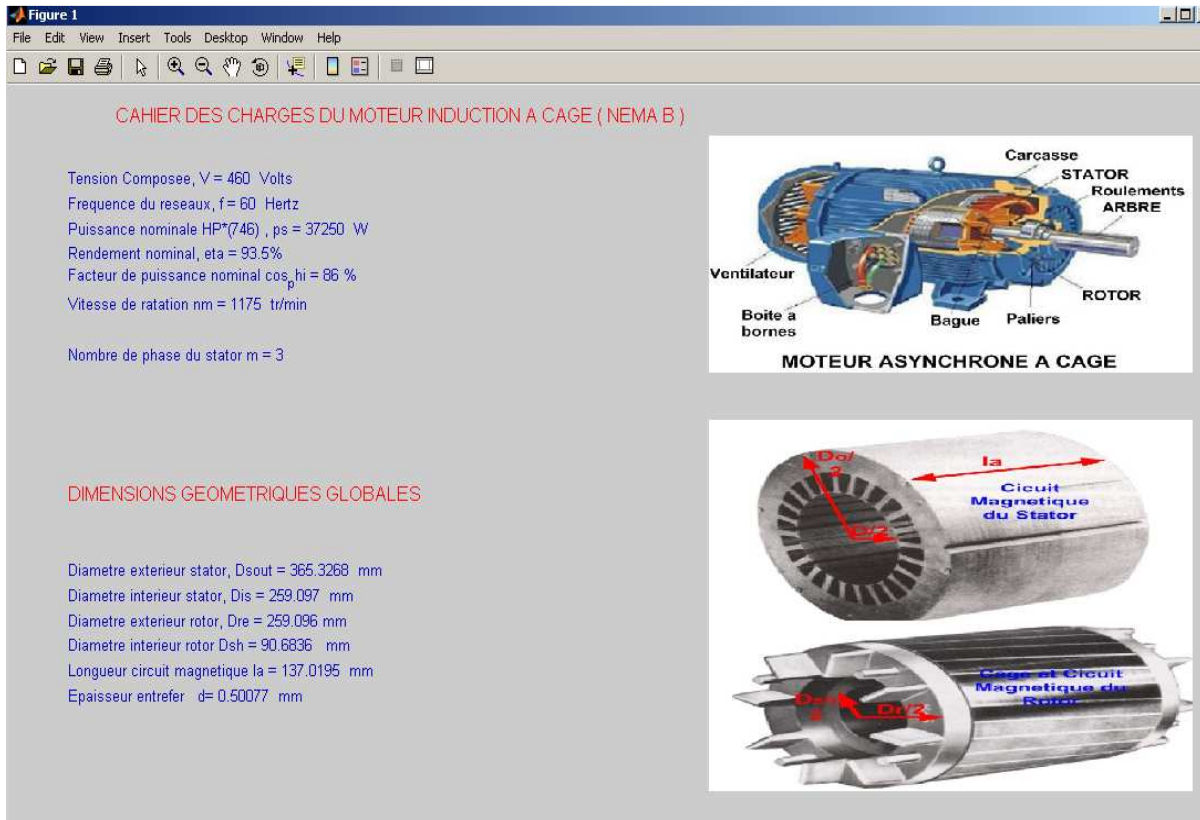 Figure 1
File Edit View Insert Tools Desktop Window Help
CAHIER DES CHARGES DU MOTEUR INDUCTION A CAGE ( NEMA B )
Tension Composee, V = 460 Volts
Frequence du reseaux, f = 60 Hertz
Puissance nominale HP*(746) , ps = 37250 W
Rendement nominal, eta = 93.5%
Facteur de puissance nominal cosphi = 86 %
Vitesse de ratation nm = 1175 tr/min
Nombre de phase du stator m = 3
Carcasse
STATOR
Roulements
ARBRE
Ventilateur
ROTOR
Boite a
bornes
Bague
Paliers
MOTEUR ASYNCHRONE A CAGE
DIMENSIONS GEOMETRIQUES GLOBALES
Diametre exterieur stator, Dsout = 365.3268 mm
Diametre interieur stator, Dis = 259.097 mm
Diametre exterieur rotor, Dre = 259.096 mm
Diametre interieur rotor Dsh = 90.6836 mm
Longueur circuit magnetique la = 137.0195 mm
Epaisseur entrefer d= 0.50077 mm
Do/
2
la
Cicuit
Magnetique
du Stator
D/2
Cage et Cicuit
Magnetique du
Rotor
2
Dr/2